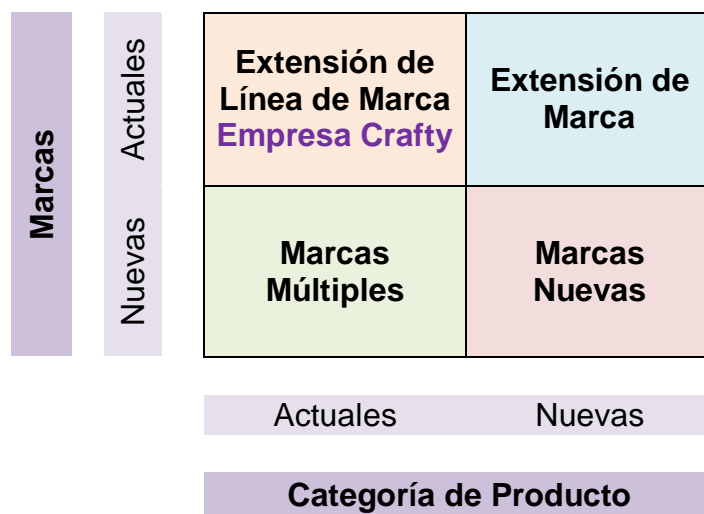 Marcas
Actuales
Nuevas
Extensión de
Línea de Marca
Empresa Crafty
Extensión de
Marca
Marcas
Múltiples
Marcas
Nuevas
Actuales
Nuevas
Categoría de Producto